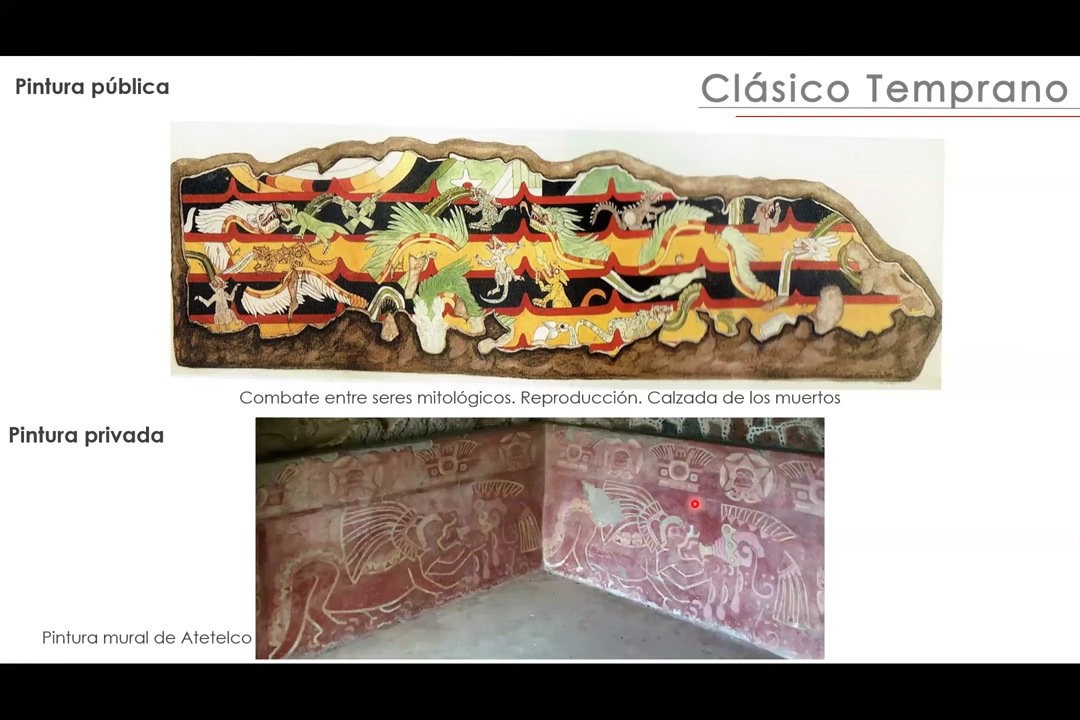 Pintura pública
Clásico Temprano
Combate entre seres mitológicos. Reproducción. Calzada de los muertos
Pintura privada
Pintura mural de Atetelco